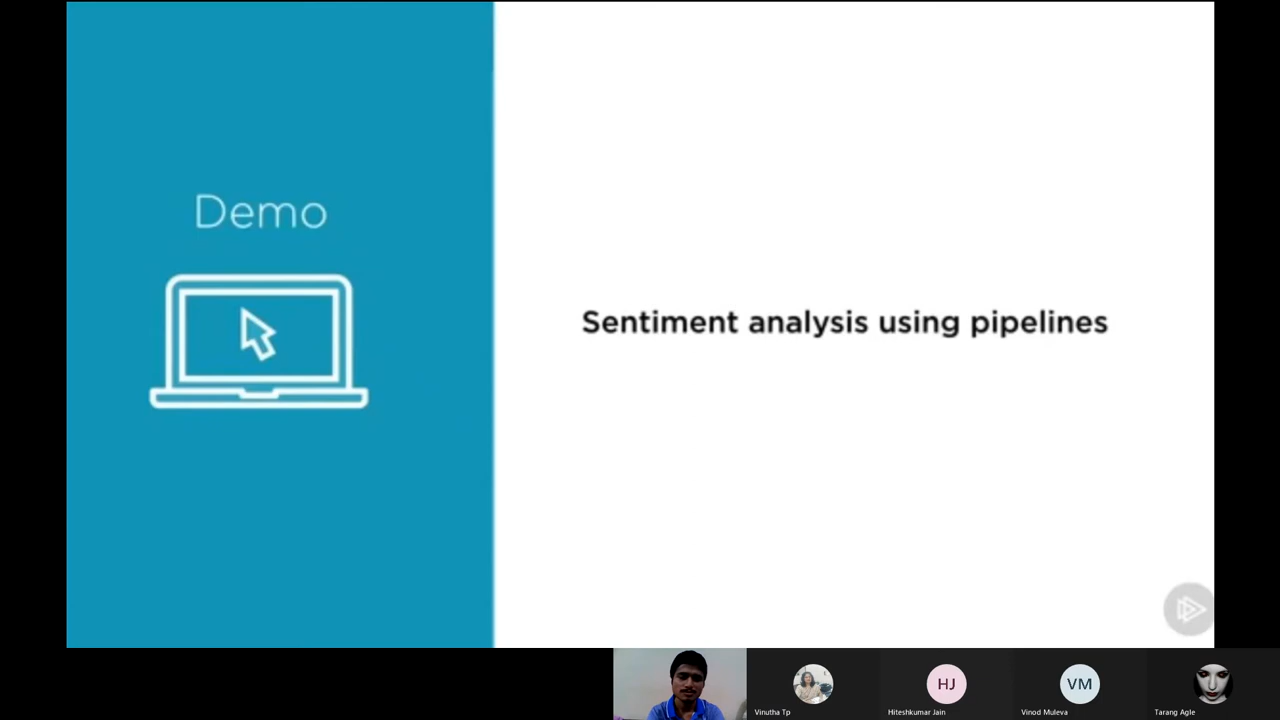 Demo
Sentiment analysis using pipelines
HJ
VM
Vinutha Tp
Hiteshkumar Jain
Vinod Muleva
Tarang Agle